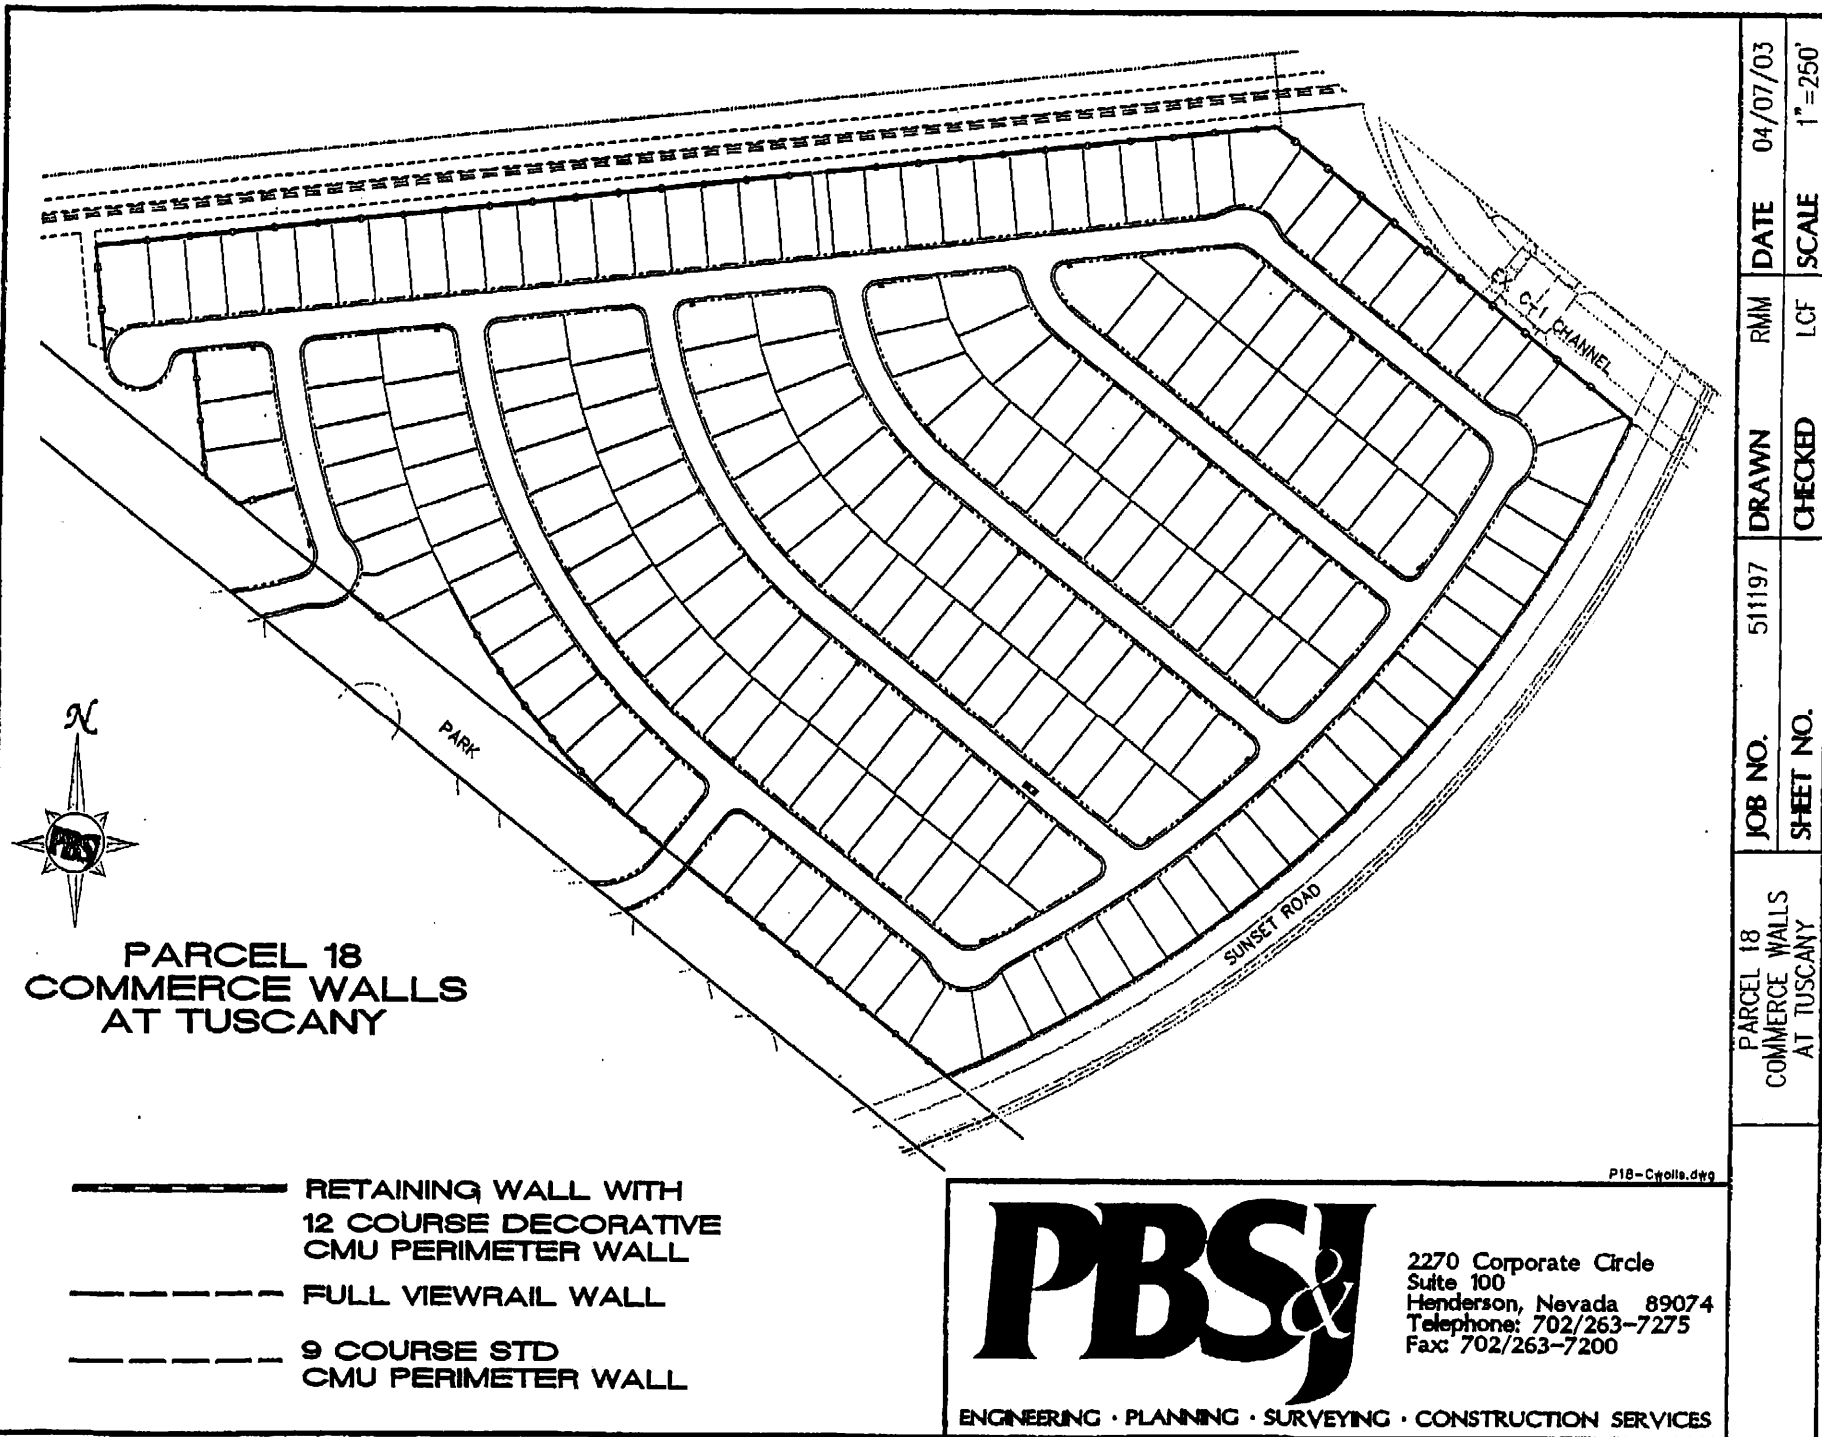 EX. C-1 CHANNEL
PARK
SUNSET ROAD
N
PBSJ
PARCEL 18
COMMERCE WALLS
AT TUSCANY
RETAINING WALL WITH
12 COURSE DECORATIVE
CMU PERIMETER WALL
FULL VIEWRAIL WALL
9 COURSE STD
CMU PERIMETER WALL
P18-Cwalls.dwg
PBS&J
2270 Corporate Circle
Suite 100
Henderson, Nevada 89074
Telephone: 702/263-7275
Fax: 702/263-7200
ENGINEERING · PLANNING · SURVEYING · CONSTRUCTION SERVICES
PARCEL 18
COMMERCE WALLS
AT TUSCANY
JOB NO. 511197
SHEET NO.
DRAWN RMM
CHECKED LCF
DATE 04/07/03
SCALE 1"=250'